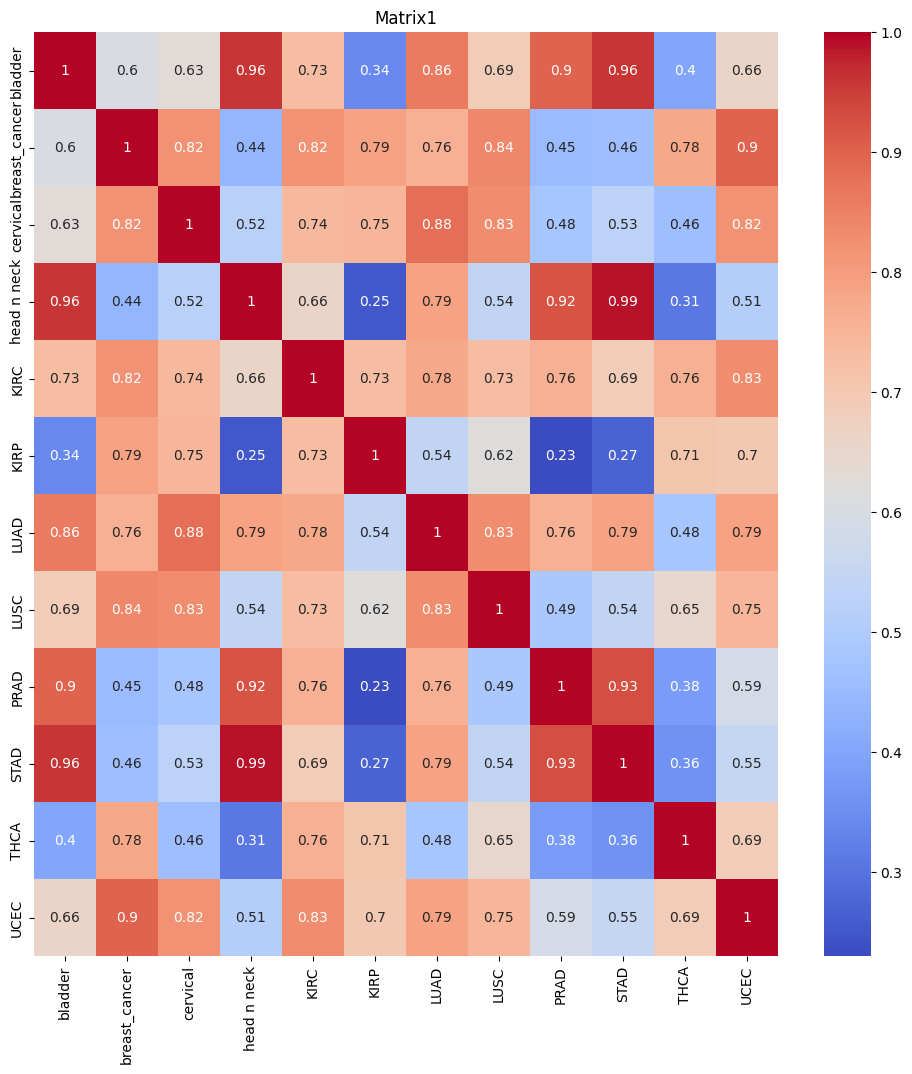 Matrix1
bladder 1 0.6 0.63 0.96 0.73 0.34 0.86 0.69 0.9 0.96 0.4 0.66
breast_cancer 0.6 1 0.82 0.44 0.82 0.79 0.76 0.84 0.45 0.46 0.78 0.9
cervical 0.63 0.82 1 0.52 0.74 0.75 0.88 0.83 0.48 0.53 0.46 0.82
head n neck 0.96 0.44 0.52 1 0.66 0.25 0.79 0.54 0.92 0.99 0.31 0.51
KIRC 0.73 0.82 0.74 0.66 1 0.73 0.78 0.73 0.76 0.69 0.76 0.83
KIRP 0.34 0.79 0.75 0.25 0.73 1 0.54 0.62 0.23 0.27 0.71 0.7
LUAD 0.86 0.76 0.88 0.79 0.78 0.54 1 0.83 0.76 0.79 0.48 0.79
LUSC 0.69 0.84 0.83 0.54 0.73 0.62 0.83 1 0.49 0.54 0.65 0.75
PRAD 0.9 0.45 0.48 0.92 0.76 0.23 0.76 0.49 1 0.93 0.38 0.59
STAD 0.96 0.46 0.53 0.99 0.69 0.27 0.79 0.54 0.93 1 0.36 0.55
THCA 0.4 0.78 0.46 0.31 0.76 0.71 0.48 0.65 0.38 0.36 1 0.69
UCEC 0.66 0.9 0.82 0.51 0.83 0.7 0.79 0.75 0.59 0.55 0.69 1
bladder breast_cancer cervical head n neck KIRC KIRP LUAD LUSC PRAD STAD THCA UCEC
1.0
0.9
0.8
0.7
0.6
0.5
0.4
0.3